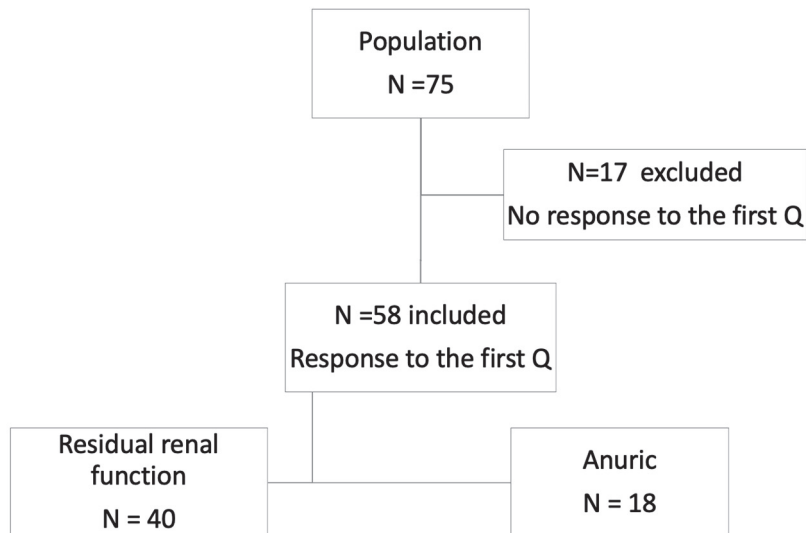 Population
N =75
N=17  excluded
No response to the first Q
N =58 included
Response to the first Q
Residual renal
function
N = 40
Anuric
N = 18